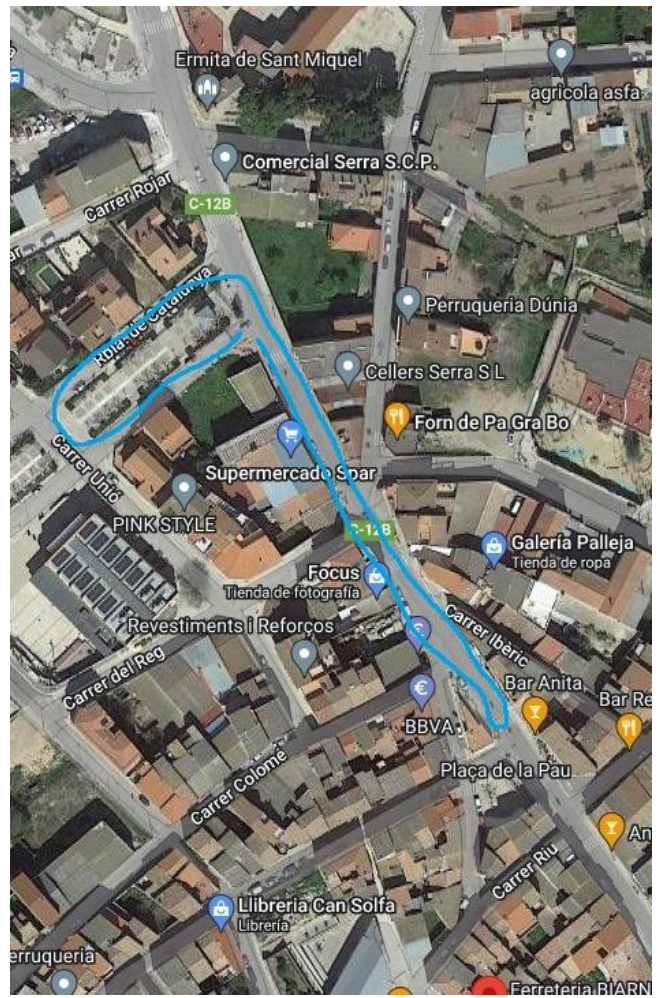 Ermita de Sant Miquel
agricola asfa
Comercial Serra S.C.P.
Carrer Rojar
C-12B
Rbla. de Catalunya
Perruqueria Dúnia
Cellers Serra S L
Forn de Pa Gra Bo
Carrer Unió
Supermercado Spar
PINK STYLE
C-12B
Galería Palleja
Tienda de ropa
Focus
Tienda de fotografía
Carrer Ibèric
Revestiments i Reforços
Carrer del Reg
Bar Anita
Bar Re
BBVA
Plaça de la Pau
Carrer Colomé
An
Carrer Riu
Llibreria Can Solfa
Librería
erruqueria
Ferreteria BIARN